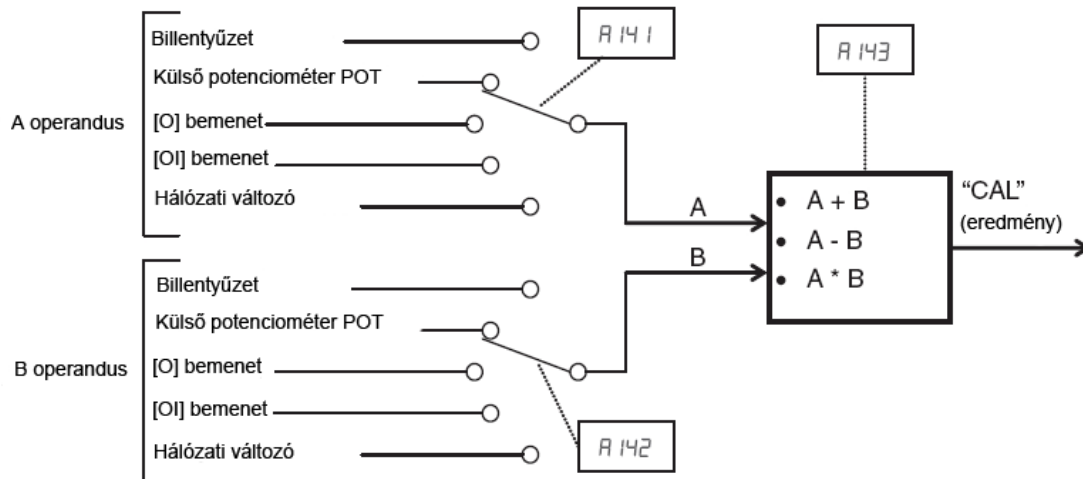 A operandus
Billentyűzet
Külső potenciométer POT
[O] bemenet
[OI] bemenet
Hálózati változó
A141
A143
A
B
• A + B
• A - B
• A * B
“CAL”
(eredmény)
B operandus
Billentyűzet
Külső potenciométer POT
[O] bemenet
[OI] bemenet
Hálózati változó
A142